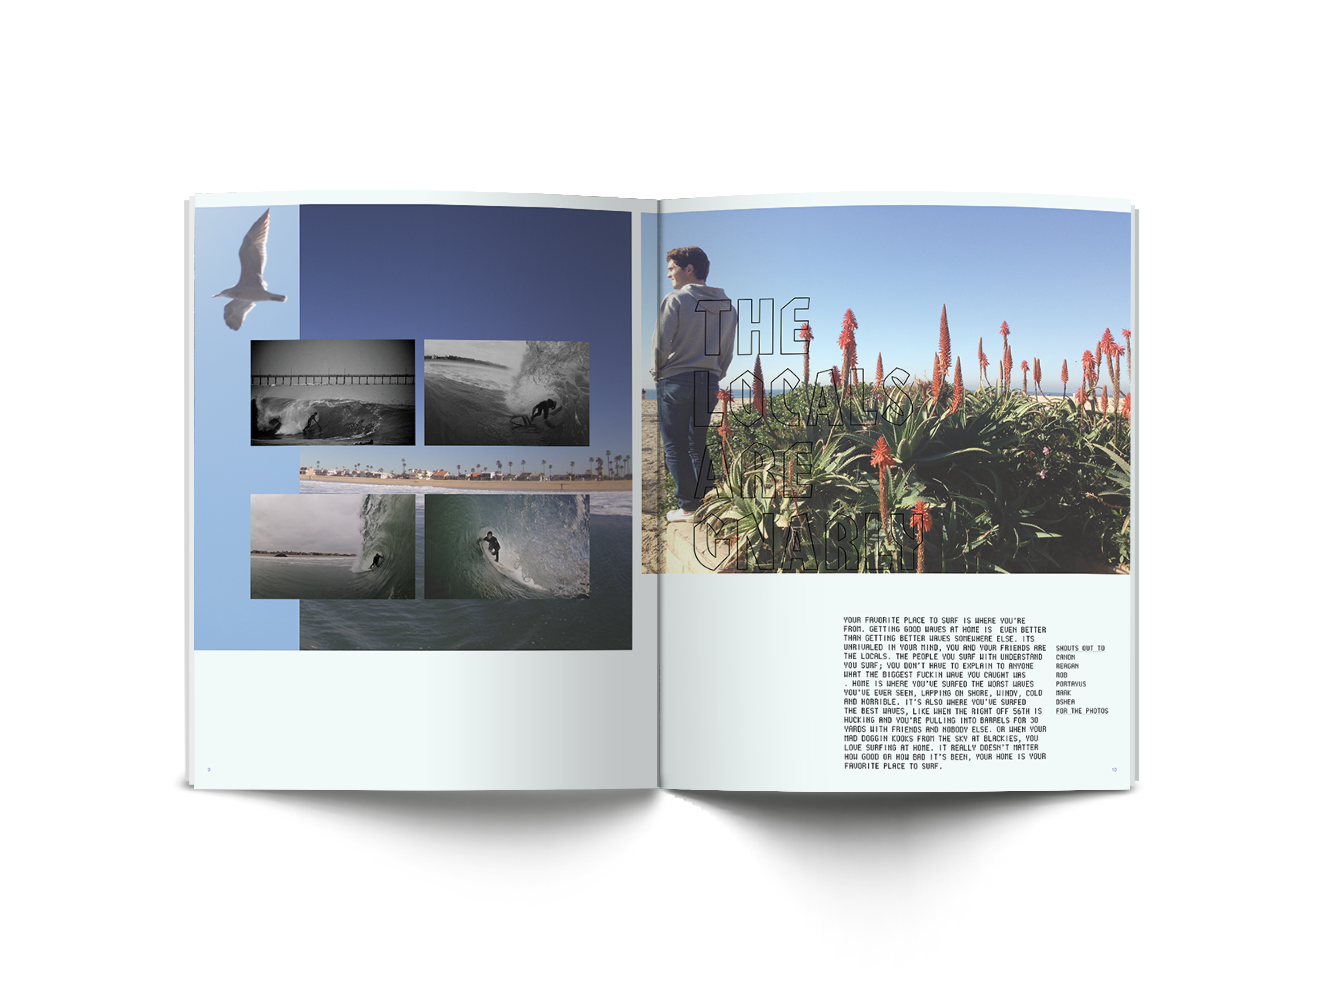 THE
LOCALS
ARE
GNARLY
YOUR FAVORITE PLACE TO SURF IS WHERE YOU'RE
FROM. GETTING GOOD WAVES AT HOME IS EVEN BETTER
THAN GETTING BETTER WAVES SOMEWHERE ELSE. ITS
UNRIVALED IN YOUR MIND, YOU AND YOUR FRIENDS ARE
THE LOCALS. THE PEOPLE YOU SURF WITH UNDERSTAND
YOU SURF; YOU DON'T HAVE TO EXPLAIN TO ANYONE
WHAT THE BIGGEST FUCKIN WAVE YOU CAUGHT WAS
. HOME IS WHERE YOU'VE SURFED THE WORST WAVES
YOU'VE EVER SEEN, LAPPING ON SHORE, WINDY, COLD
AND HORRIBLE. IT'S ALSO WHERE YOU'VE SURFED
THE BEST WAVES, LIKE WHEN THE RIGHT OFF 56TH IS
HUCKING AND YOU'RE PULLING INTO BARRELS FOR 30
YARDS WITH FRIENDS AND NOBODY ELSE. OR WHEN YOUR
MAD DOGGIN KOOKS FROM THE SKY AT BLACKIES, YOU
LOVE SURFING AT HOME. IT REALLY DOESN'T MATTER
HOW GOOD OR HOW BAD IT'S BEEN, YOUR HOME IS YOUR
FAVORITE PLACE TO SURF.
SHOUTS OUT TO
CANON
REAGAN
ROB
PORTAVUS
MARK
OSHEA
FOR THE PHOTOS
9
10